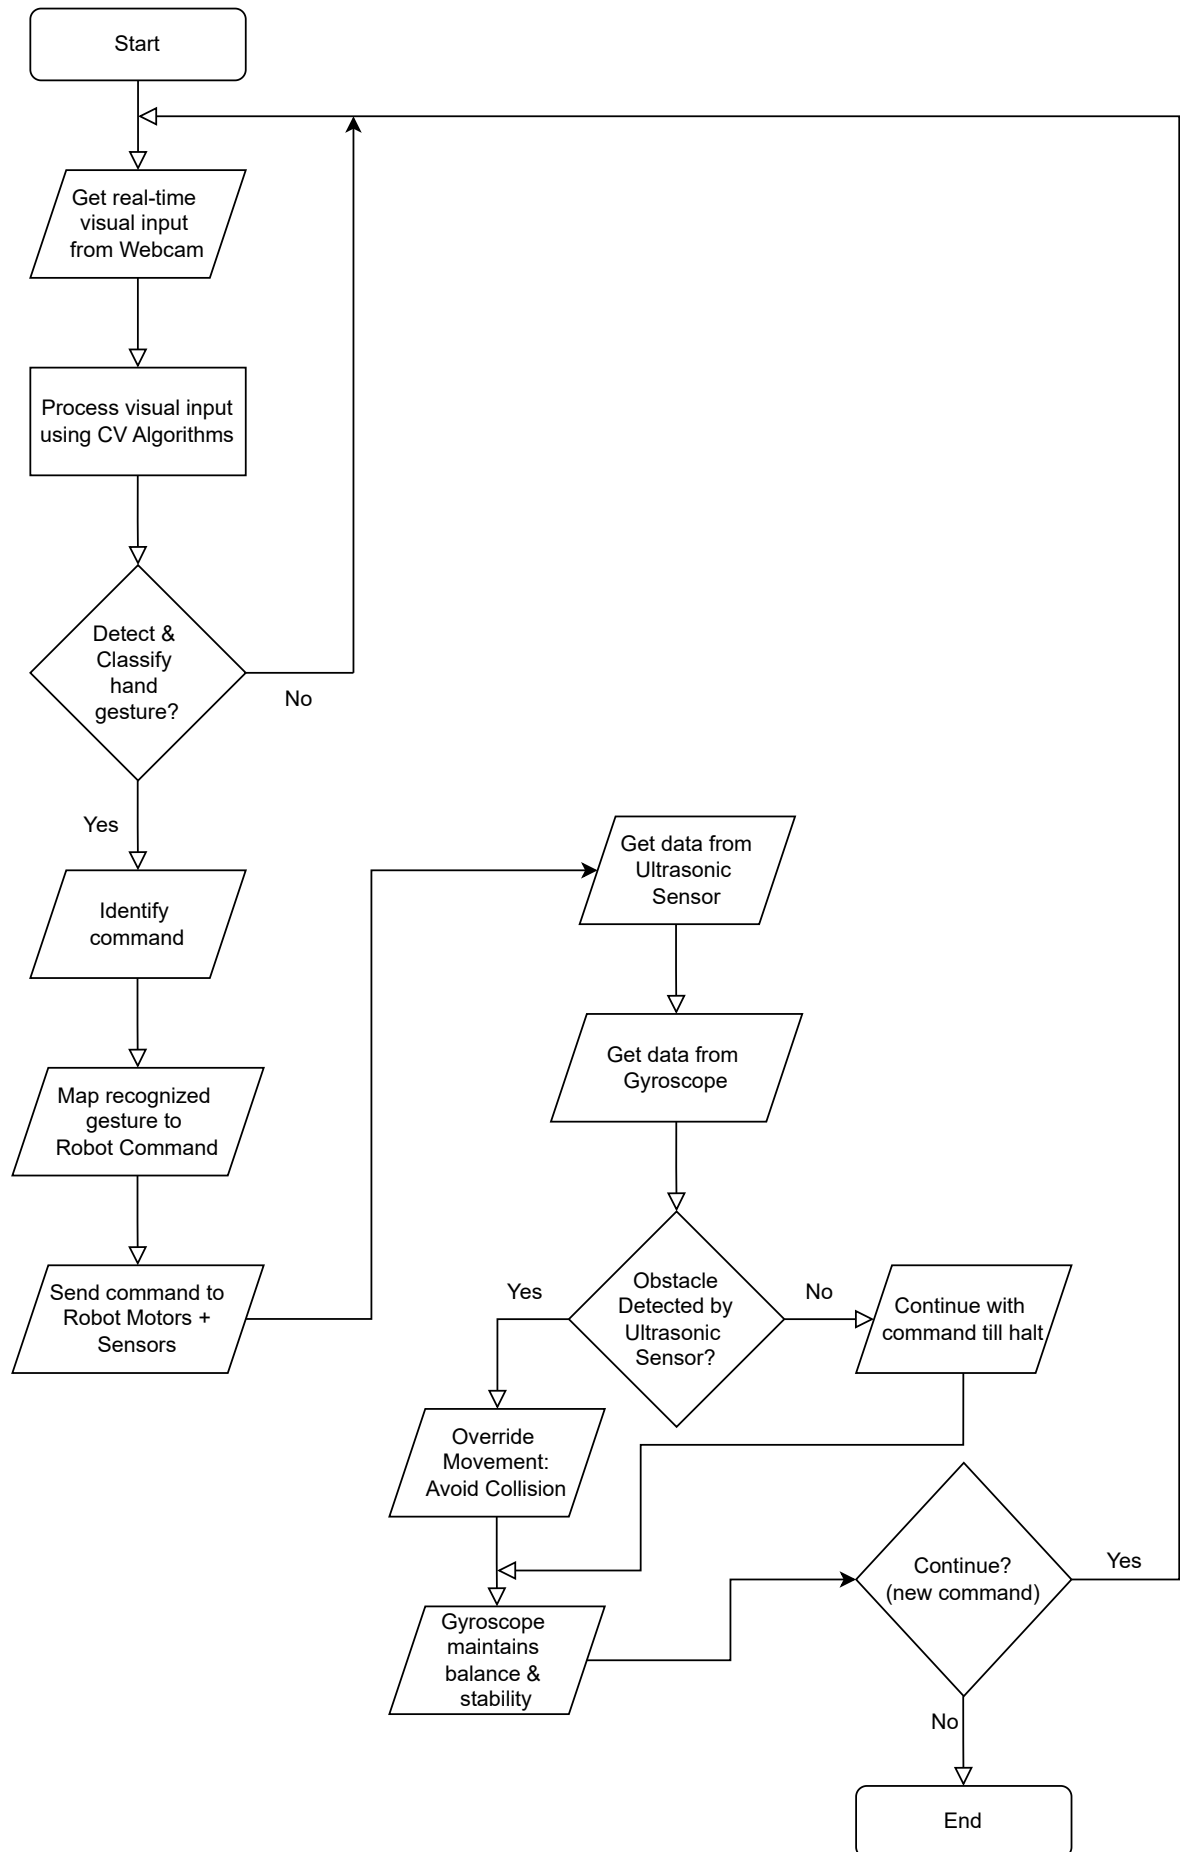 Start
Get real-time
visual input
from Webcam
Process visual input
using CV Algorithms
Detect &
Classify
hand
gesture?
No
Yes
Identify
command
Map recognized
gesture to
Robot Command
Send command to
Robot Motors +
Sensors
Get data from
Ultrasonic
Sensor
Get data from
Gyroscope
Obstacle
Detected by
Ultrasonic
Sensor?
Yes
No
Continue with
command till halt
Override
Movement:
Avoid Collision
Gyroscope
maintains
balance &
stability
Continue?
(new command)
Yes
No
End